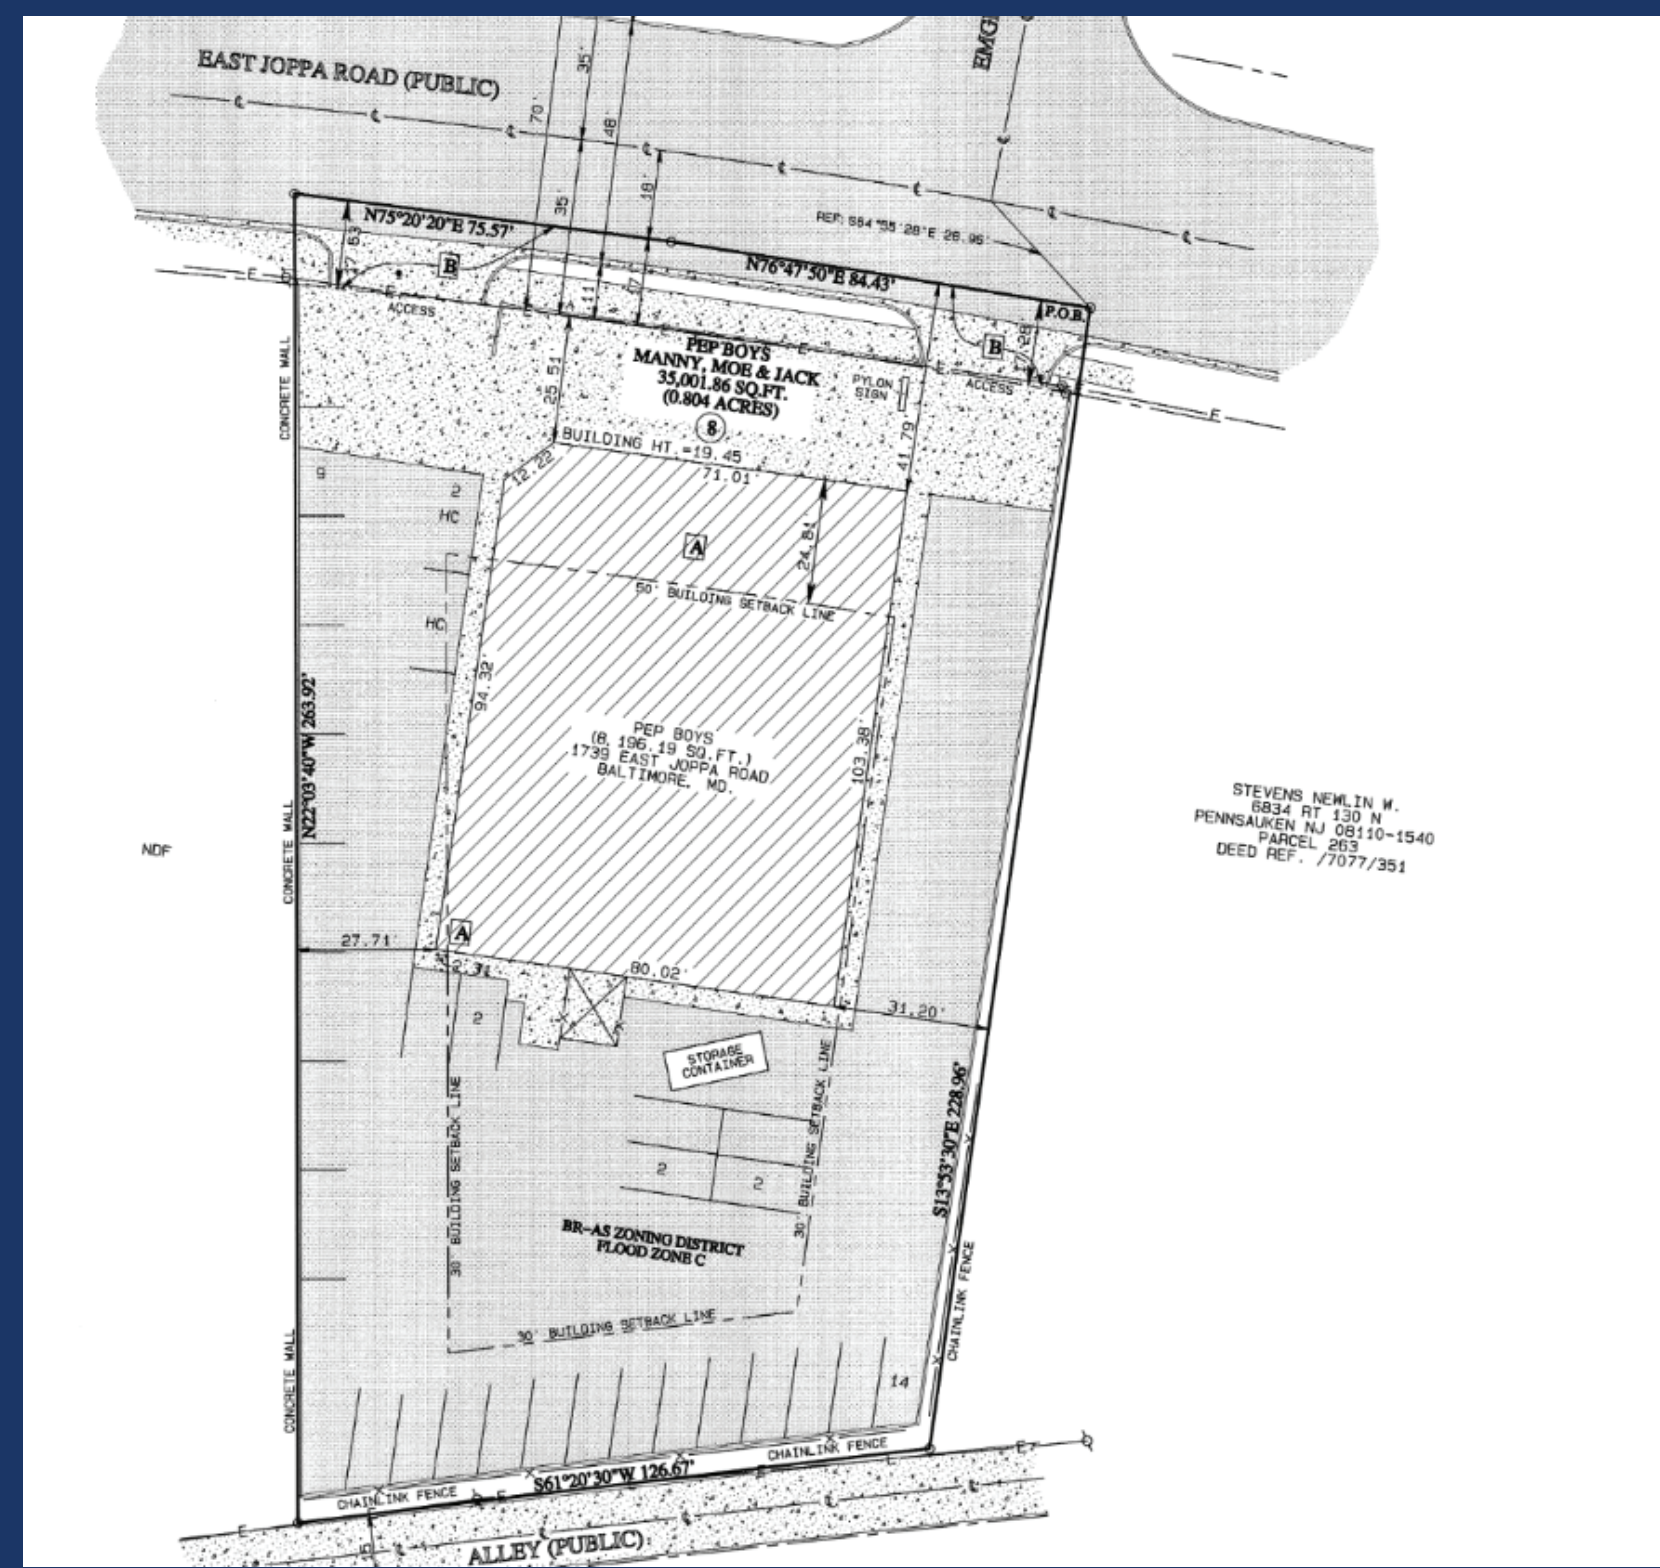 EMG
EAST JOPPA ROAD (PUBLIC)
35'
70'
48'
35'
18'
REF: S64°55'28"E 26.95'
N75°20'20"E 75.57'
B
N76°47'50"E 84.43'
P.O.B.
ACCESS
11'
B
28'
ACCESS
PEP BOYS
MANNY, MOE & JACK
35,001.86 SQ.FT.
(0.804 ACRES)
8
PYLON
SIGN
CONCRETE WALL
25.51'
41.79'
BUILDING HT.=19.45
71.01'
12.22'
9
2
HC
A
24.81'
50' BUILDING SETBACK LINE
HC
94.32'
N22°03'40"W 263.92'
PEP BOYS
(8,196.19 SQ.FT.)
1739 EAST JOPPA ROAD
BALTIMORE, MD.
103.38'
STEVENS NEWLIN W.
6834 RT 130 N
PENNSAUKEN NJ 08110-1540
PARCEL 263
DEED REF. /7077/351
NDF
CONCRETE WALL
A
27.71'
2.31
80.02'
31.20'
2
STORAGE
CONTAINER
30' BUILDING SETBACK LINE
30' BUILDING SETBACK LINE
S13°53'30"E 228.96'
2
2
BR-AS ZONING DISTRICT
FLOOD ZONE C
CHAINLINK FENCE
30' BUILDING SETBACK LINE
14
CONCRETE WALL
CHAINLINK FENCE
S61°20'30"W 126.67'
CHAINLINK FENCE
ALLEY (PUBLIC)